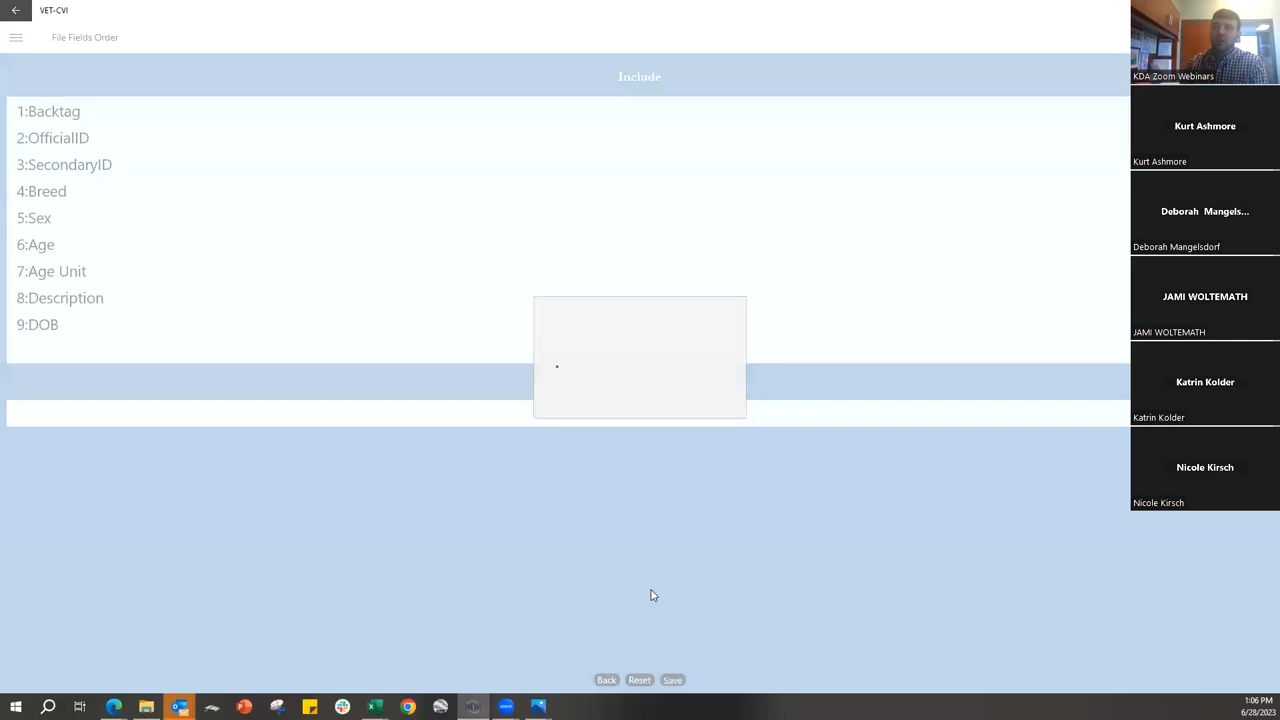 VET-CVI
File Fields Order
Include
1:Backtag
2:OfficialID
3:SecondaryID
4:Breed
5:Sex
6:Age
7:Age Unit
8:Description
9:DOB
Back Reset Save
KDA Zoom Webinars
Kurt Ashmore
Kurt Ashmore
Deborah Mangels...
Deborah Mangelsdorf
JAMI WOLTEMATH
JAMI WOLTEMATH
Katrin Kolder
Katrin Kolder
Nicole Kirsch
Nicole Kirsch
zoom
1:06 PM
6/28/2023